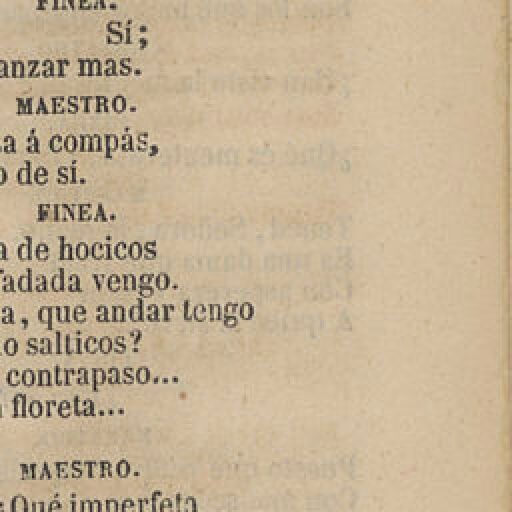 FINEA.
Sí;
anzar mas.
MAESTRO.
a á compás,
o de sí.
FINEA.
a de hocicos
fadada vengo.
a, que andar tengo
o salticos?
contrapaso...
floreta...
MAESTRO.
¿Qué imperfeta